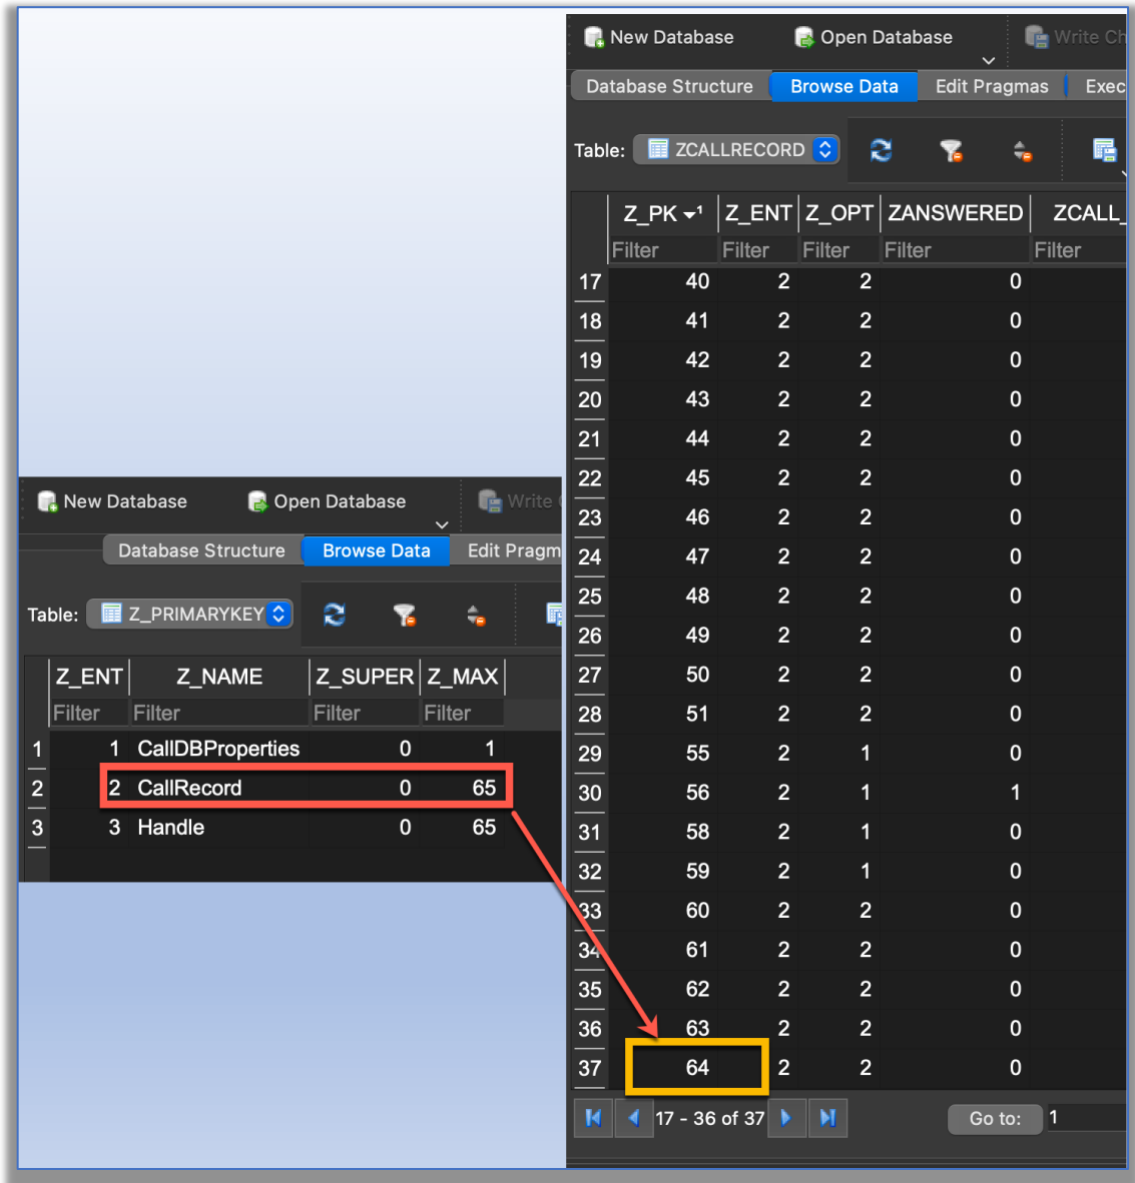 New Database Open Database Write Ch
Database Structure Browse Data Edit Pragmas Exec
Table: ZCALLRECORD
Z_PK 1 Z_ENT Z_OPT ZANSWERED ZCALL_
Filter Filter Filter Filter Filter
17 40 2 2 0
18 41 2 2 0
19 42 2 2 0
20 43 2 2 0
21 44 2 2 0
22 45 2 2 0
23 46 2 2 0
24 47 2 2 0
25 48 2 2 0
26 49 2 2 0
27 50 2 2 0
28 51 2 2 0
29 55 2 1 0
30 56 2 1 1
31 58 2 1 0
32 59 2 1 0
33 60 2 2 0
34 61 2 2 0
35 62 2 2 0
36 63 2 2 0
37 64 2 2 0
17 - 36 of 37 Go to: 1
New Database Open Database Write
Database Structure Browse Data Edit Pragm
Table: Z_PRIMARYKEY
Z_ENT Z_NAME Z_SUPER Z_MAX
Filter Filter Filter Filter
1 1 CallDBProperties 0 1
2 2 CallRecord 0 65
3 3 Handle 0 65